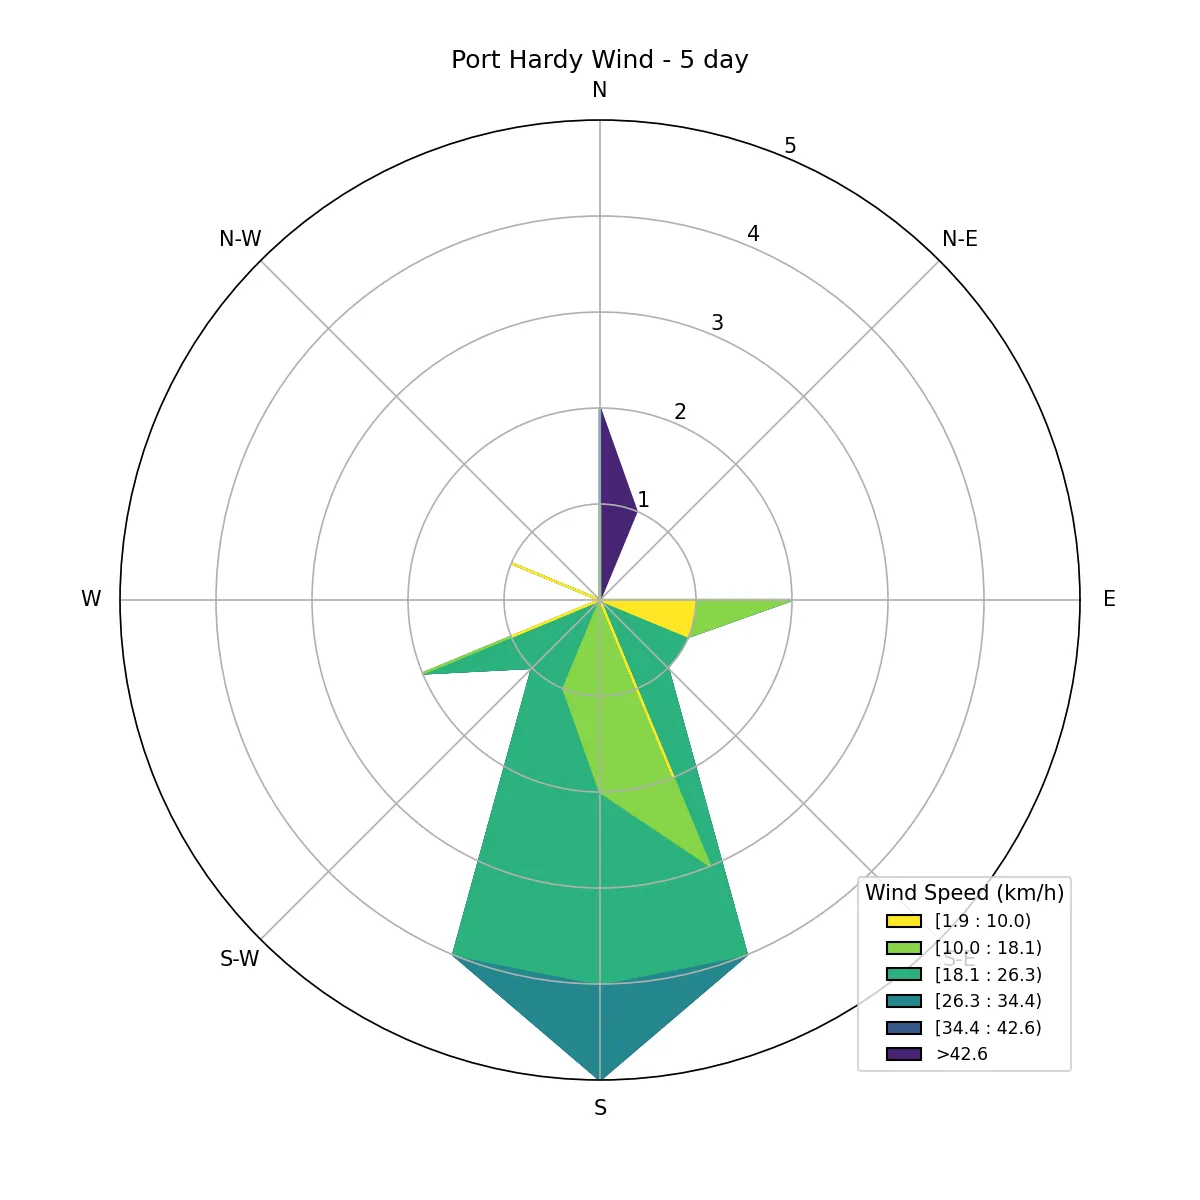 Port Hardy Wind - 5 day
N
5
N-W
4
N-E
3
2
1
W
E
Wind Speed (km/h)
[1.9 : 10.0)
[10.0 : 18.1)
S-W
S-E
[18.1 : 26.3)
[26.3 : 34.4)
[34.4 : 42.6)
>42.6
S